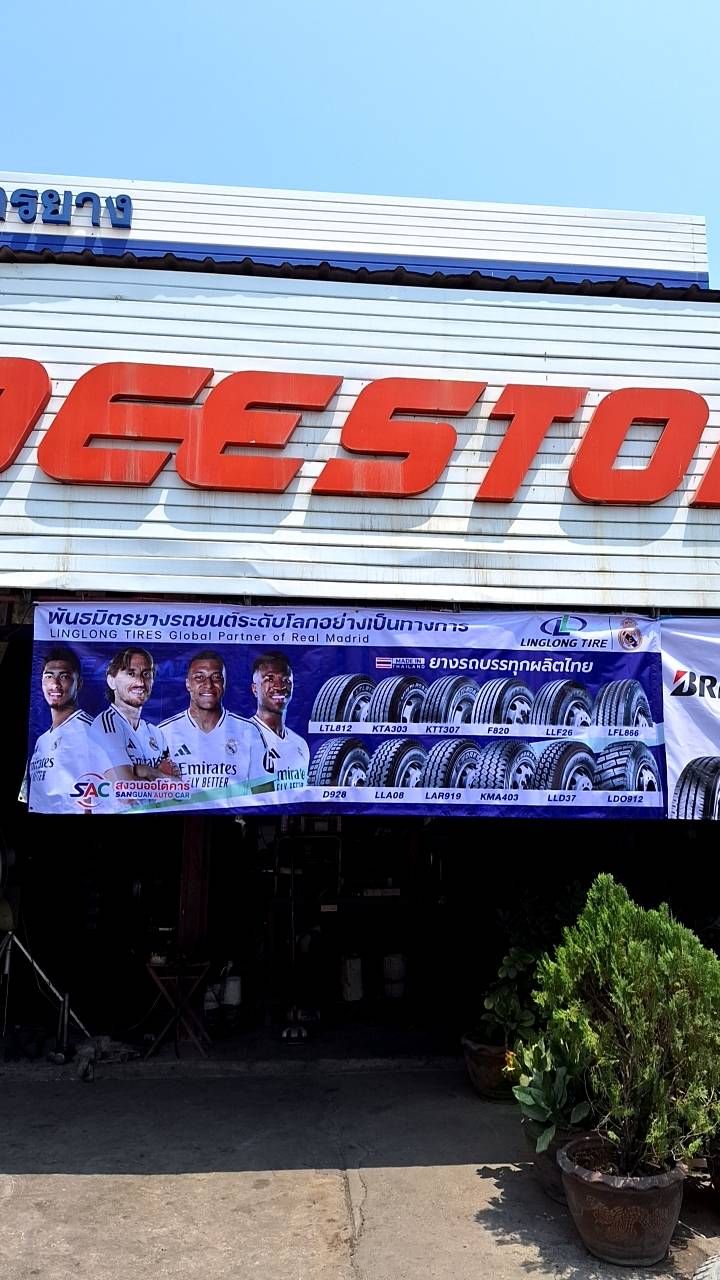 รยาง
DGESTO
พันธมิตรยางรถยนต์ระดับโลกอย่างเป็นทางการ
LINGLONG TIRES Global Partner of Real Madrid
LINGLONG TIRE
MADE IN THAILAND ยางรถบรรทุกผลิตไทย
LTL812 KTA303 KTT307 F820 LLF26 LFL866
D928 LLA08 LAR919 KMA403 LLD37 LDO912
Emirates
FLY BETTER
SAC สงวนออโต้คาร์
SANGUAN AUTO CAR
BR